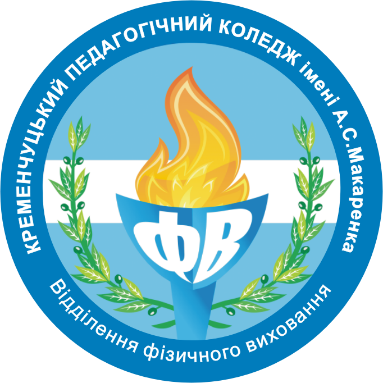 КРЕМЕНЧУЦЬКИЙ ПЕДАГОГІЧНИЙ КОЛЕДЖ імені А.С.Макаренка
ФВ
Відділення фізичного виховання